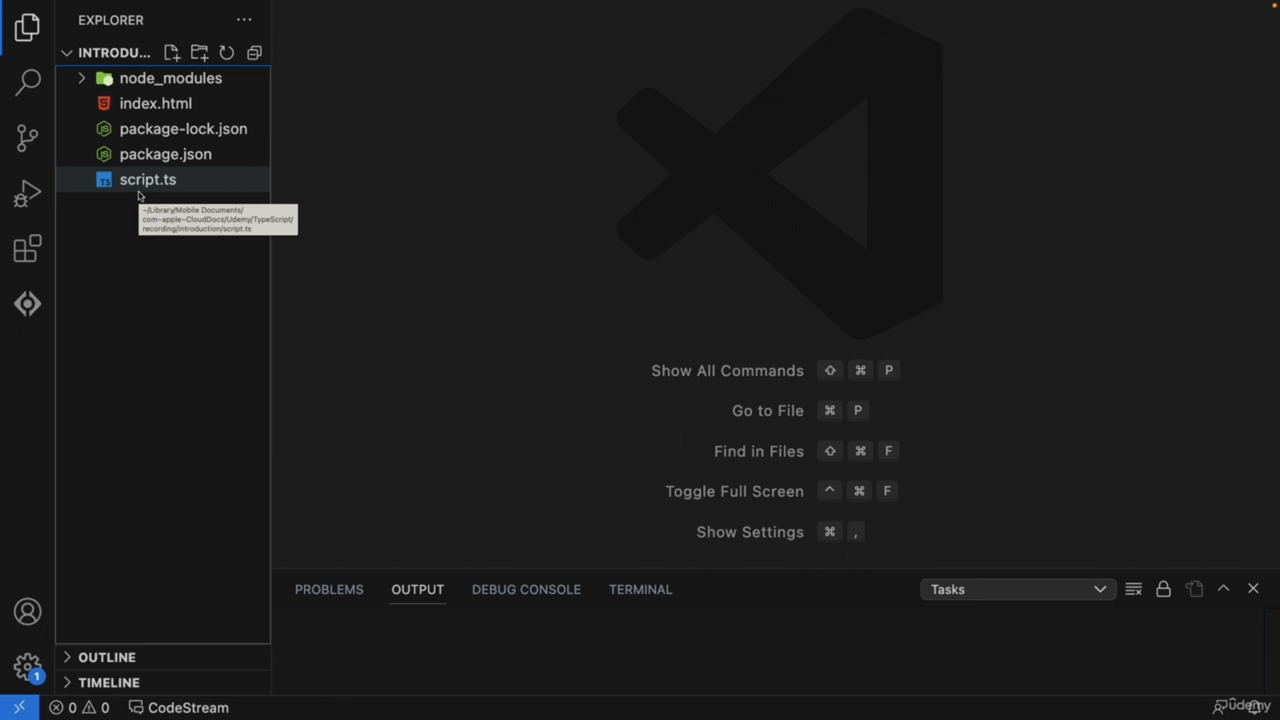 EXPLORER
INTRODU...
node_modules
index.html
package-lock.json
package.json
TS script.ts
~/Library/Mobile Documents/
com~apple~CloudDocs/Udemy/TypeScript/
recording/introduction/script.ts
Show All Commands ⇧ ⌘ P
Go to File ⌘ P
Find in Files ⇧ ⌘ F
Toggle Full Screen ^ ⌘ F
Show Settings ⌘ ,
PROBLEMS OUTPUT DEBUG CONSOLE TERMINAL Tasks
OUTLINE
1
TIMELINE
0 0 CodeStream
Udemy